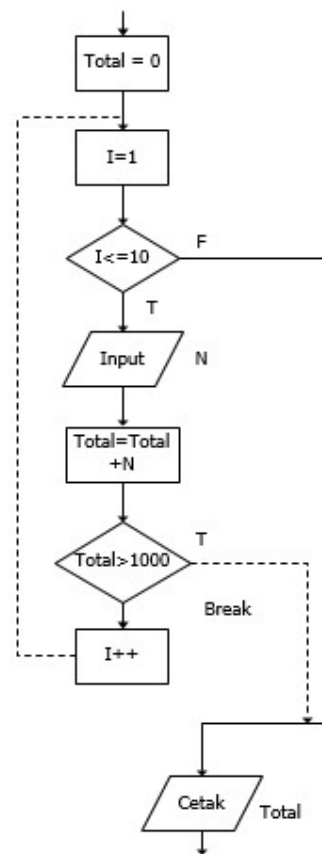 Total = 0
I=1
I<=10
F
T
Input
N
Total=Total
+N
Total>1000
T
Break
I++
Cetak
Total